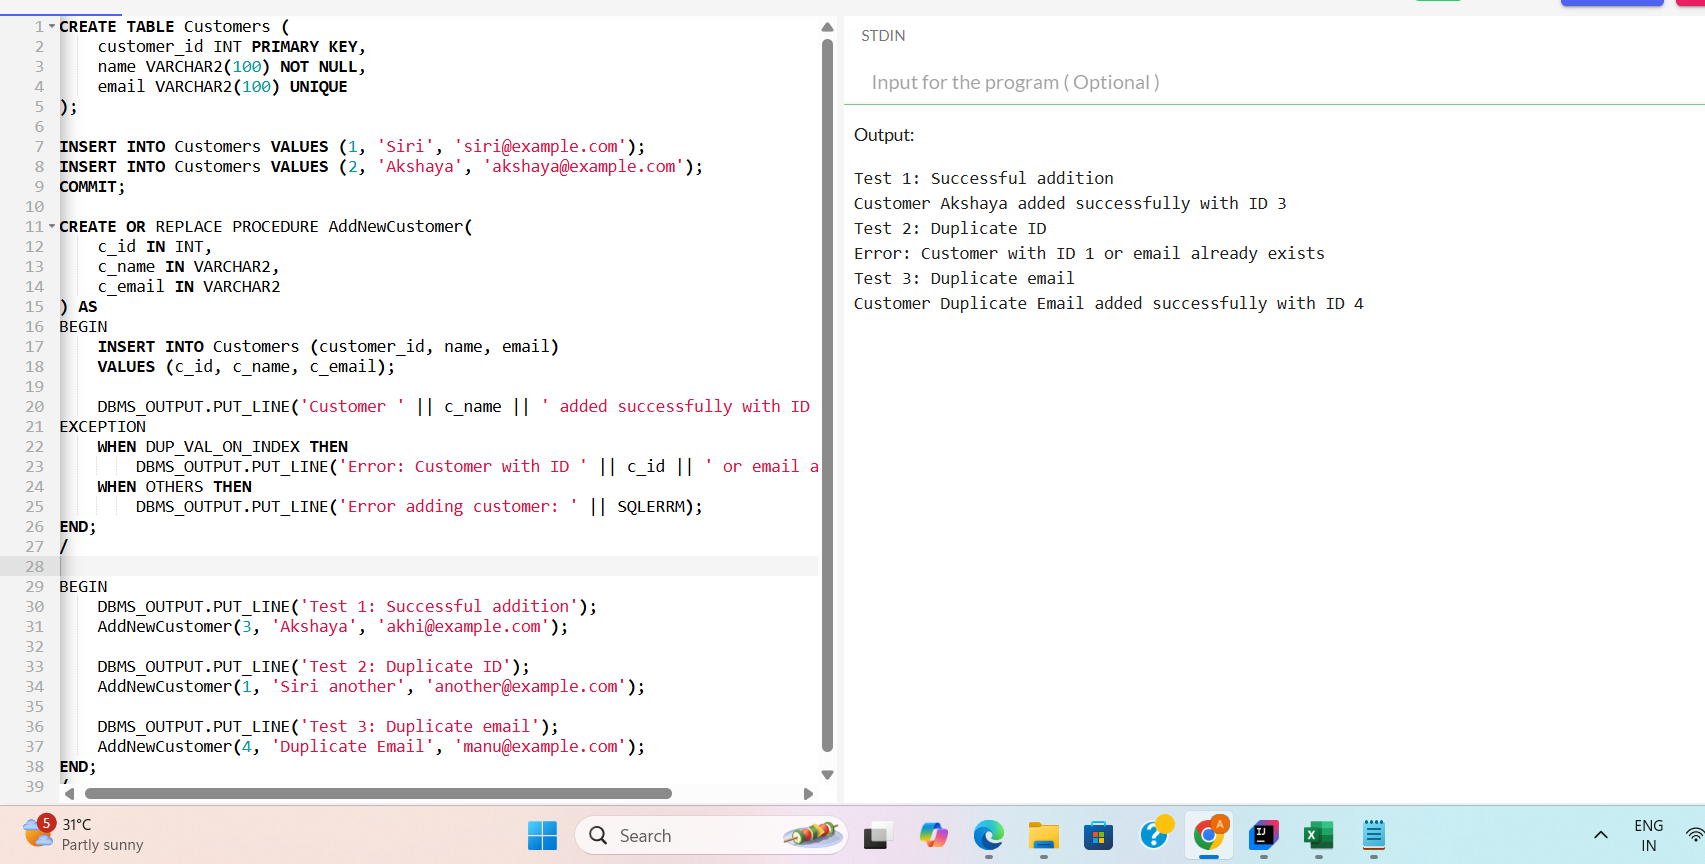 1 CREATE TABLE Customers (
2     customer_id INT PRIMARY KEY,
3     name VARCHAR2(100) NOT NULL,
4     email VARCHAR2(100) UNIQUE
5 );
6
7 INSERT INTO Customers VALUES (1, 'Siri', 'siri@example.com');
8 INSERT INTO Customers VALUES (2, 'Akshaya', 'akshaya@example.com');
9 COMMIT;
10
11 CREATE OR REPLACE PROCEDURE AddNewCustomer(
12     c_id IN INT,
13     c_name IN VARCHAR2,
14     c_email IN VARCHAR2
15 ) AS
16 BEGIN
17     INSERT INTO Customers (customer_id, name, email)
18     VALUES (c_id, c_name, c_email);
19
20     DBMS_OUTPUT.PUT_LINE('Customer ' || c_name || ' added successfully with ID
21 EXCEPTION
22     WHEN DUP_VAL_ON_INDEX THEN
23         DBMS_OUTPUT.PUT_LINE('Error: Customer with ID ' || c_id || ' or email a
24     WHEN OTHERS THEN
25         DBMS_OUTPUT.PUT_LINE('Error adding customer: ' || SQLERRM);
26 END;
27 /
28
29 BEGIN
30     DBMS_OUTPUT.PUT_LINE('Test 1: Successful addition');
31     AddNewCustomer(3, 'Akshaya', 'akhi@example.com');
32
33     DBMS_OUTPUT.PUT_LINE('Test 2: Duplicate ID');
34     AddNewCustomer(1, 'Siri another', 'another@example.com');
35
36     DBMS_OUTPUT.PUT_LINE('Test 3: Duplicate email');
37     AddNewCustomer(4, 'Duplicate Email', 'manu@example.com');
38 END;
39 /
STDIN
Input for the program ( Optional )
Output:
Test 1: Successful addition
Customer Akshaya added successfully with ID 3
Test 2: Duplicate ID
Error: Customer with ID 1 or email already exists
Test 3: Duplicate email
Customer Duplicate Email added successfully with ID 4
5
31°C
Partly sunny
Search
A
IJ
X
ENG
IN